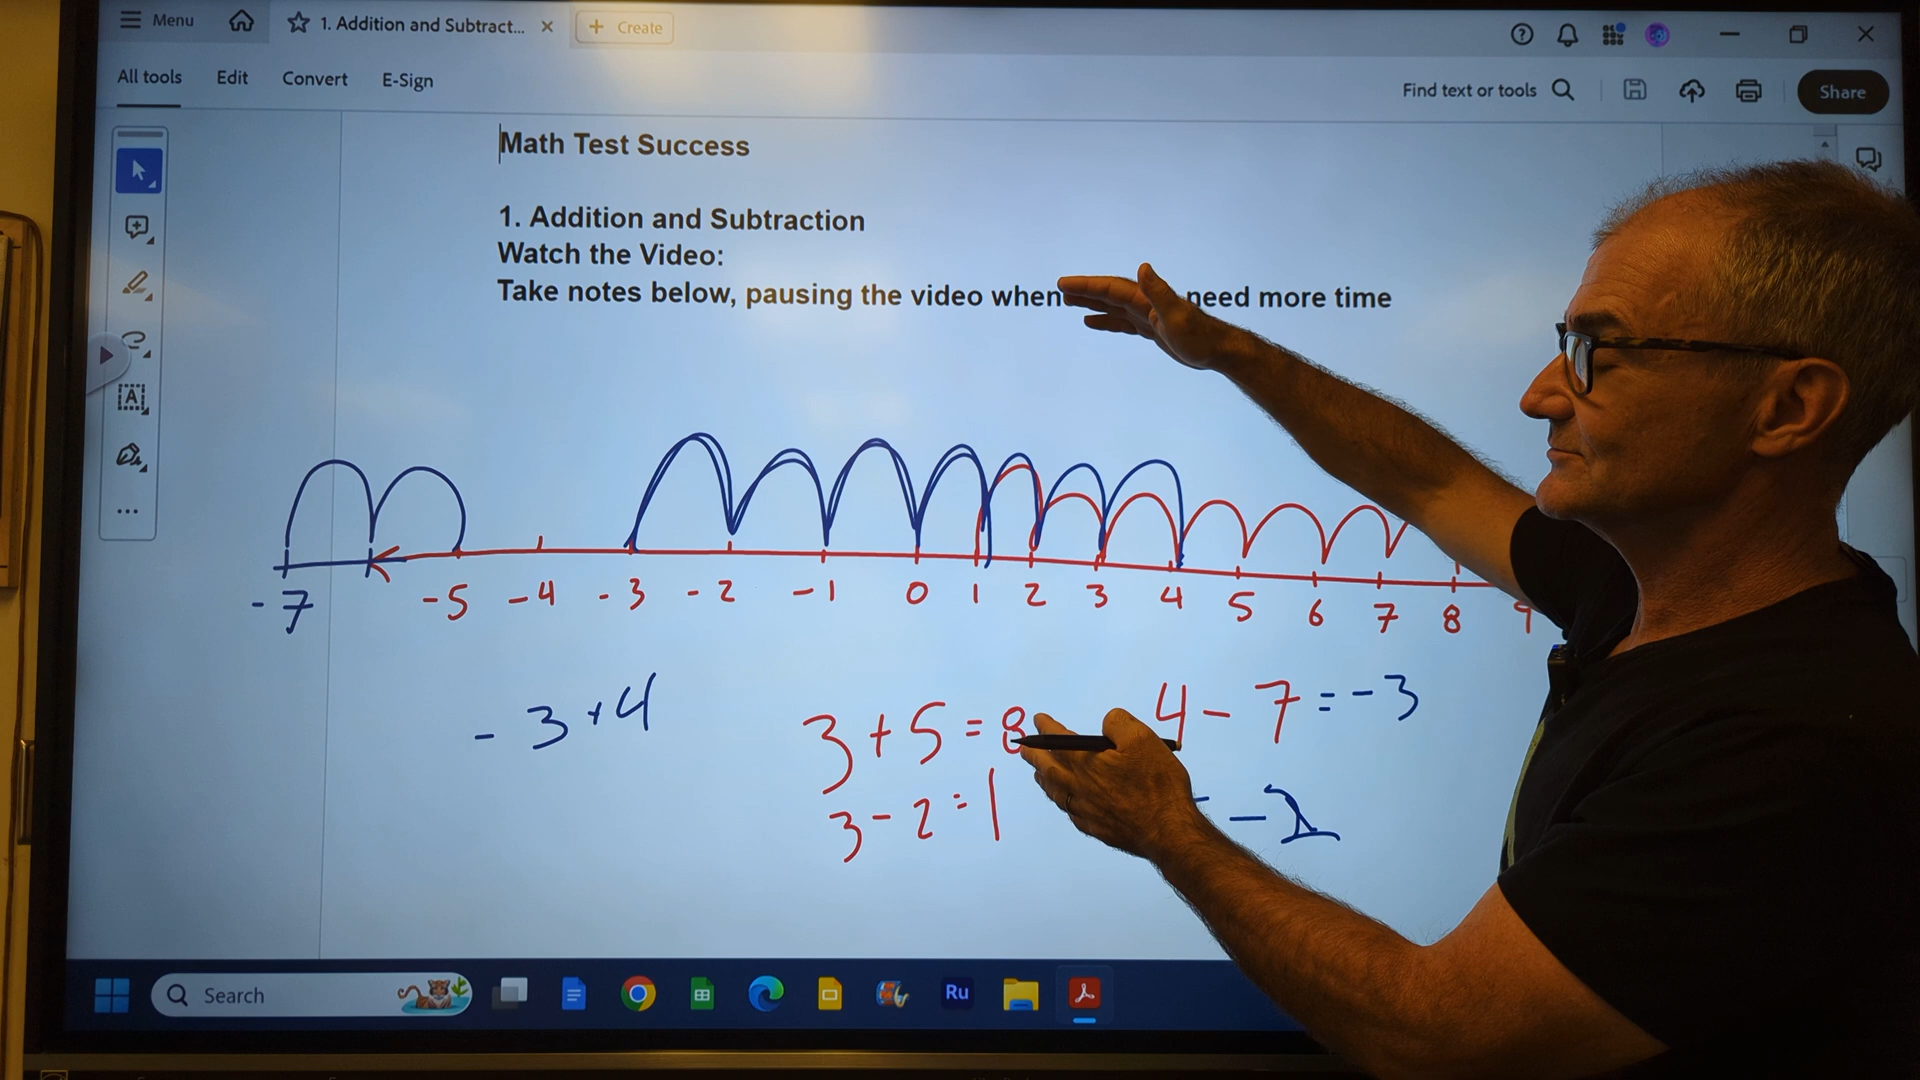 Menu
1. Addition and Subtract...
Create
All tools Edit Convert E-Sign
Find text or tools
Share
Math Test Success
1. Addition and Subtraction
Watch the Video:
Take notes below, pausing the video when need more time
-7 -5 -4 -3 -2 -1 0 1 2 3 4 5 6 7 8 9
-3+4
3+5=8
4-7=-3
3-2=1
-2
Search
Ru